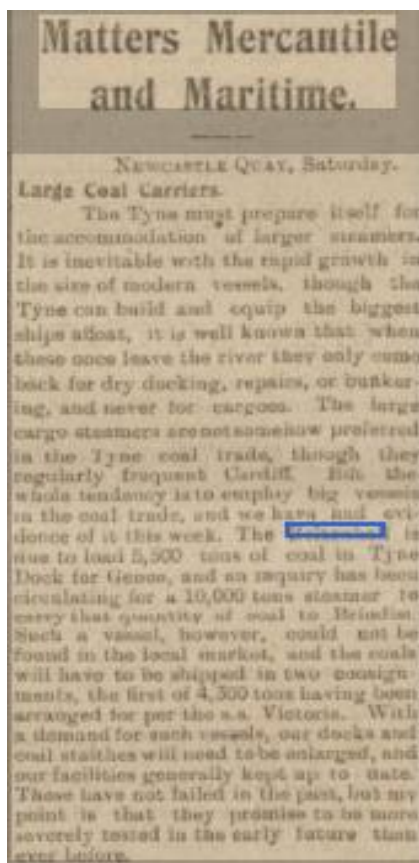 Matters Mercantile
and Maritime.
NEWCASTLE QUAY, Saturday.
Large Coal Carriers.
The Tyne must prepare itself for
the accommodation of larger steamers.
It is inevitable with the rapid growth in
the size of modern vessels, though the
Tyne can build and equip the biggest
ships afloat, it is well known that when
these once leave the river they only come
back for dry docking, repairs, or bunker-
ing, and never for cargoes. The large
cargo steamers are not somehow preferred
in the Tyne coal trade, though they
regularly frequent Cardiff. But the
whole tendency is to employ big vessels
in the coal trade, and we have had evi-
dence of it this week. The is
due to load 5,500 tons of coal in Tyne
Dock for Genoa, and an inquiry has been
circulating for a 10,000 tons steamer to
carry that quantity of coal to Brindisi.
Such a vessel, however, could not be
found in the local market, and the coals
will have to be shipped in two consign-
ments, the first of 4,300 tons having been
arranged for per the s.s. Victoria. With
a demand for such vessels, our docks and
coal staithes will need to be enlarged, and
our facilities generally kept up to date.
These have not failed in the past, but my
point is that they promise to be more
severely tested in the early future than
ever before.